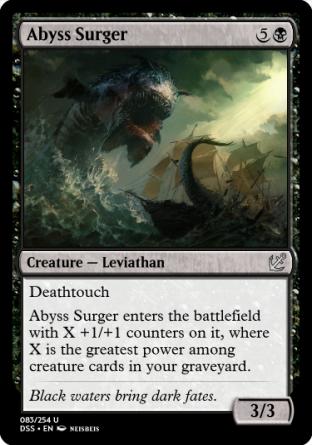 Abyss Surger 5
Creature — Leviathan
Deathtouch
Abyss Surger enters the battlefield
with X +1/+1 counters on it, where
X is the greatest power among
creature cards in your graveyard.
Black waters bring dark fates.
3/3
083/254 U
DSS • EN NEISBEIS